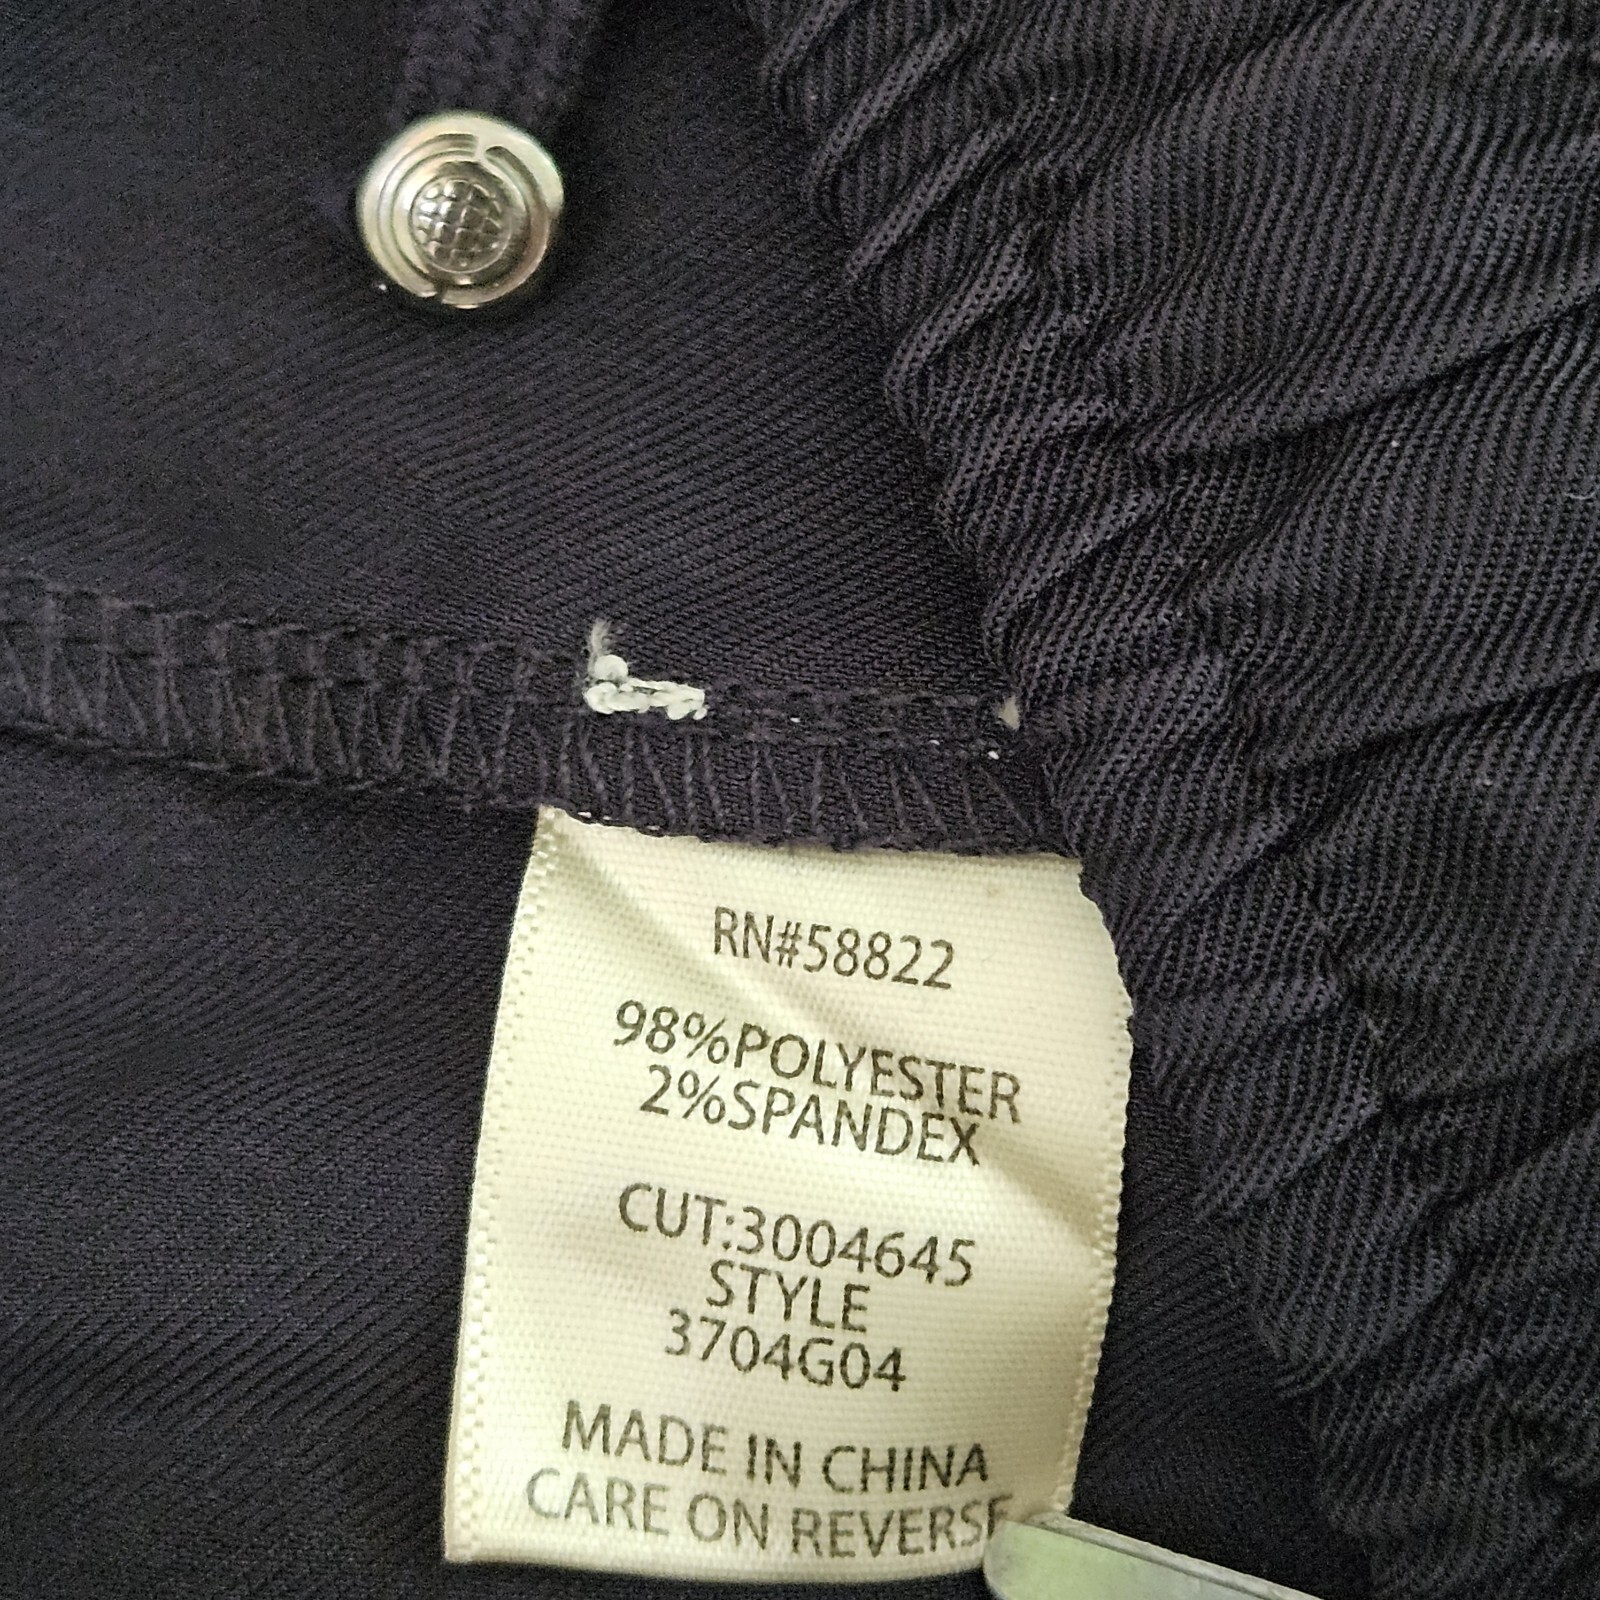 RN#58822
98%POLYESTER
2%SPANDEX
CUT:3004645
STYLE
3704G04
MADE IN CHINA
CARE ON REVERSE